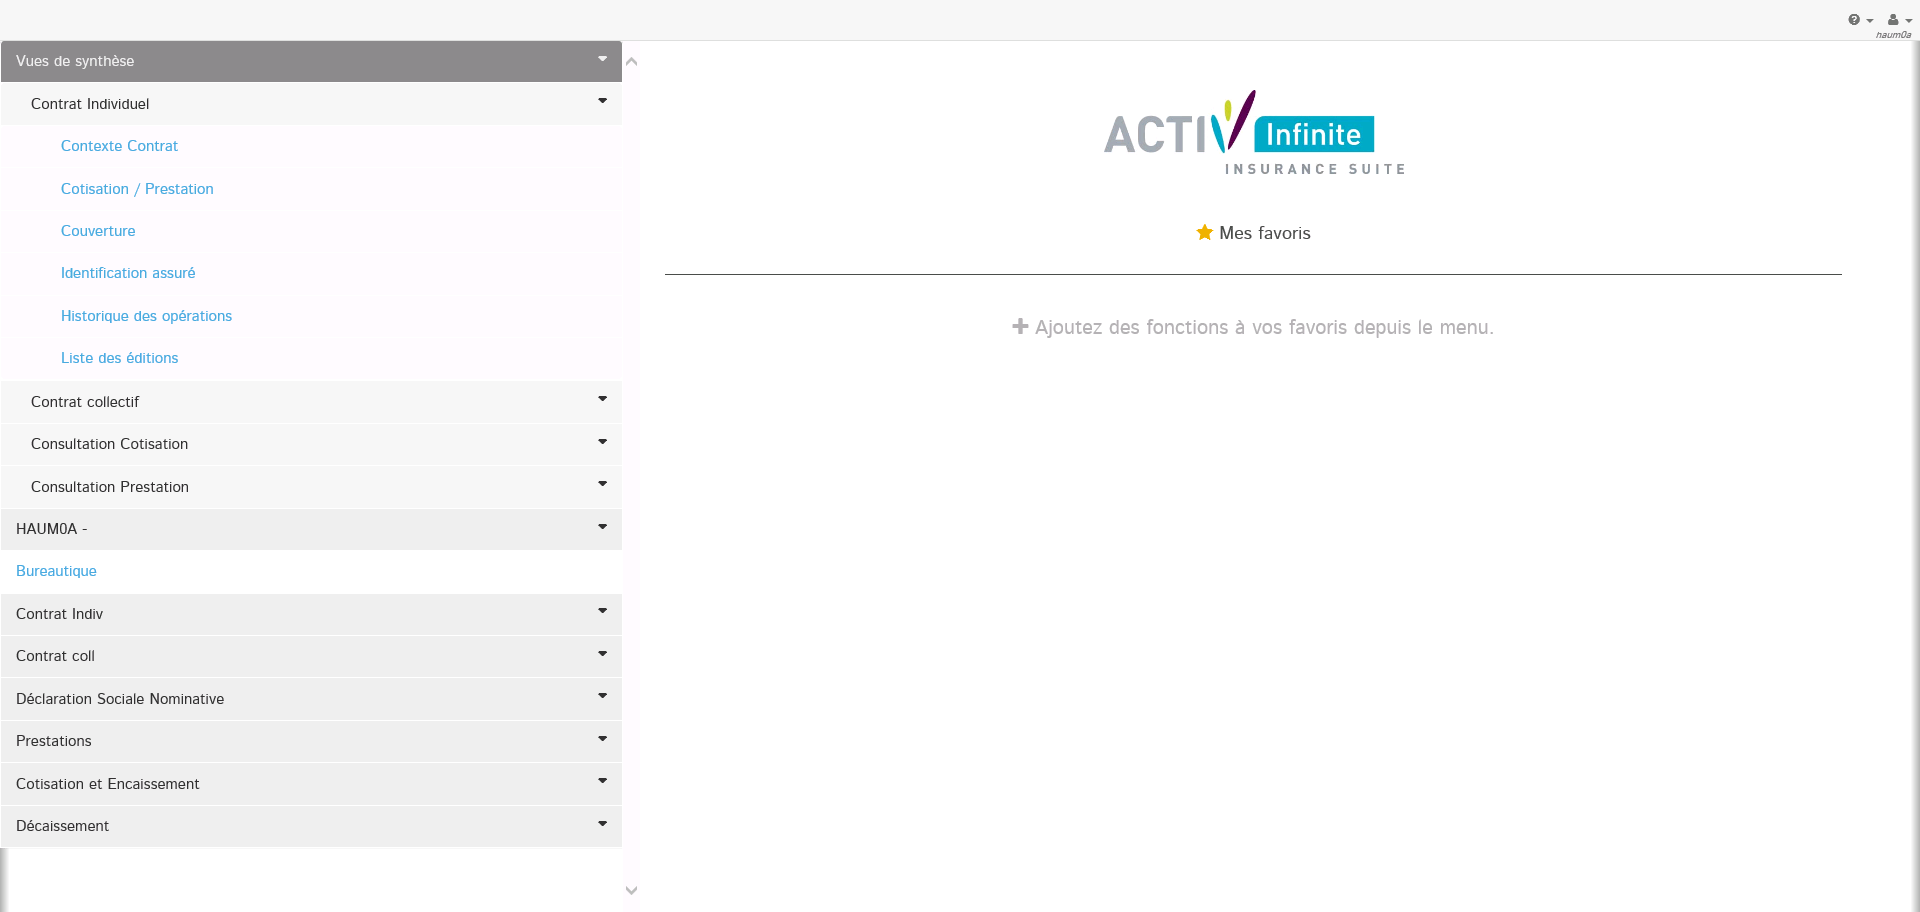 haum0a
Vues de synthèse
Contrat Individuel
Contexte Contrat
Cotisation / Prestation
Couverture
Identification assuré
Historique des opérations
Liste des éditions
Contrat collectif
Consultation Cotisation
Consultation Prestation
HAUM0A -
Bureautique
Contrat Indiv
Contrat coll
Déclaration Sociale Nominative
Prestations
Cotisation et Encaissement
Décaissement
ACTIV Infinite
INSURANCE SUITE
Mes favoris
Ajoutez des fonctions à vos favoris depuis le menu.